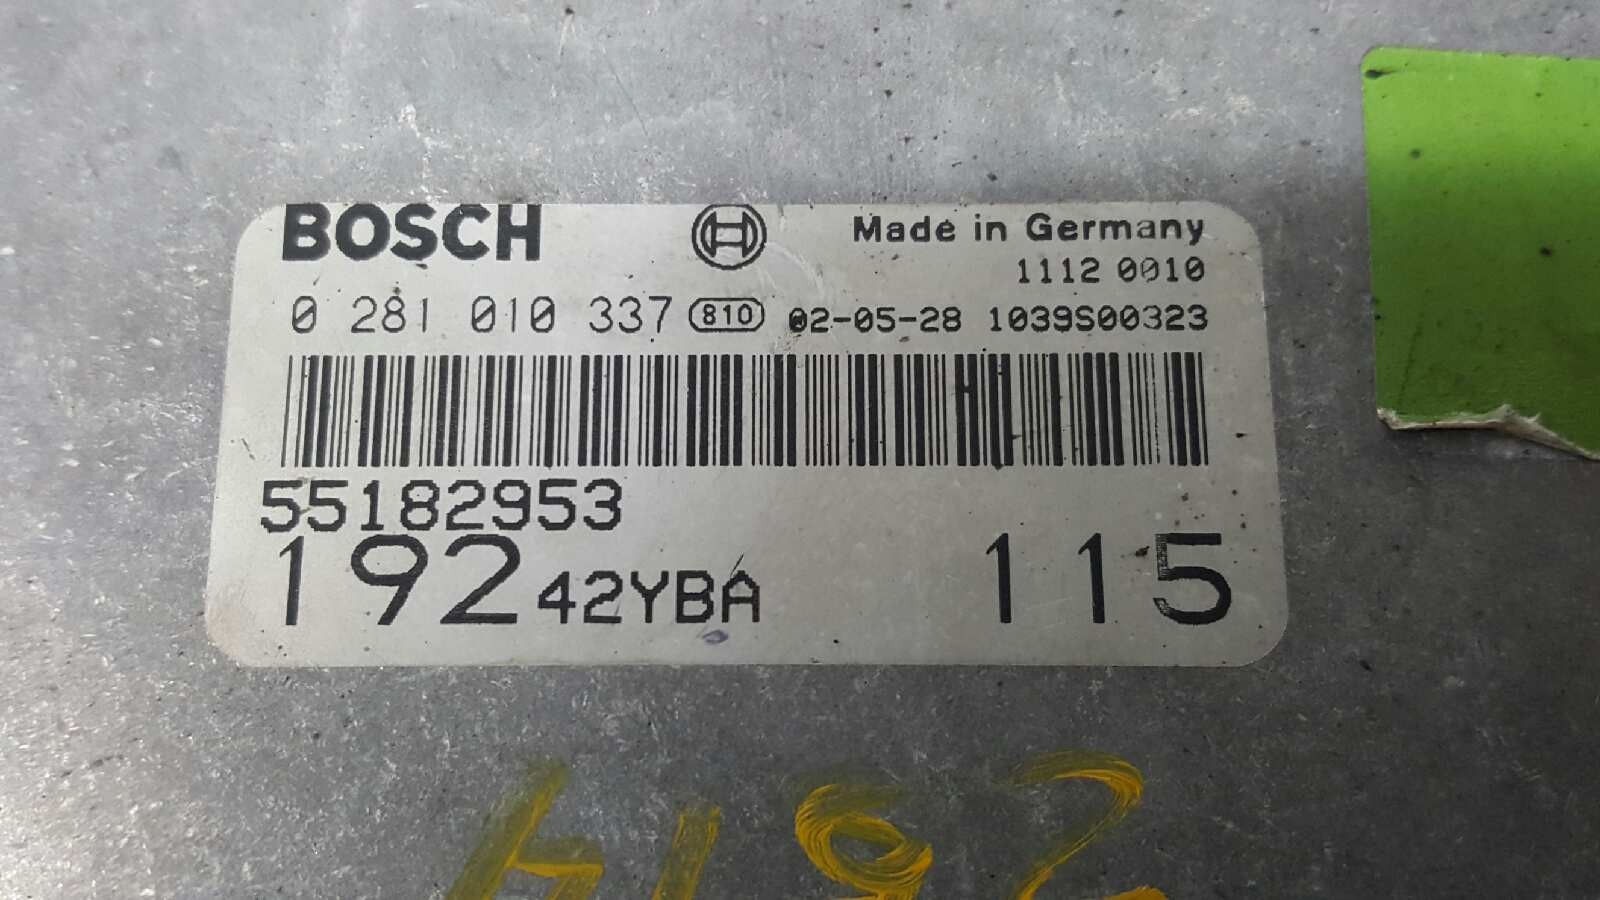 BOSCH Made in Germany
1112 0010
0 281 010 337 810 02-05-28 1039S00323
55182953
192 42YBA 115